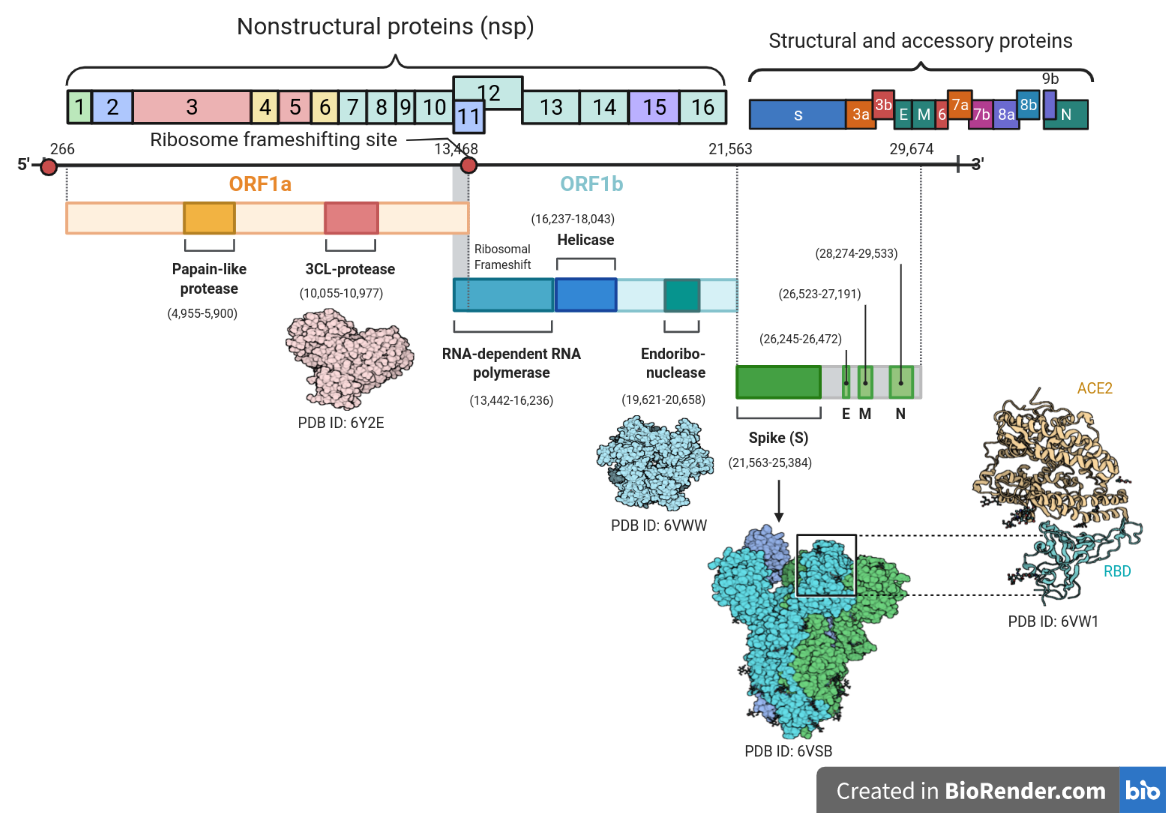 Nonstructural proteins (nsp)
Structural and accessory proteins
1 2 3 4 5 6 7 8 9 10 11 12 13 14 15 16
S 3a 3b E M 6 7a 7b 8a 8b 9b N
Ribosome frameshifting site
5' 266 13,468 21,563 29,674 3'
ORF1a
ORF1b
(16,237-18,043)
Helicase
Ribosomal
Frameshift
Papain-like
protease
(4,955-5,900)
3CL-protease
(10,055-10,977)
PDB ID: 6Y2E
RNA-dependent RNA
polymerase
(13,442-16,236)
Endoribo-
nuclease
(19,621-20,658)
PDB ID: 6VWW
(28,274-29,533)
(26,523-27,191)
(26,245-26,472)
E M N
Spike (S)
(21,563-25,384)
PDB ID: 6VSB
ACE2
RBD
PDB ID: 6VW1
Created in BioRender.com bio